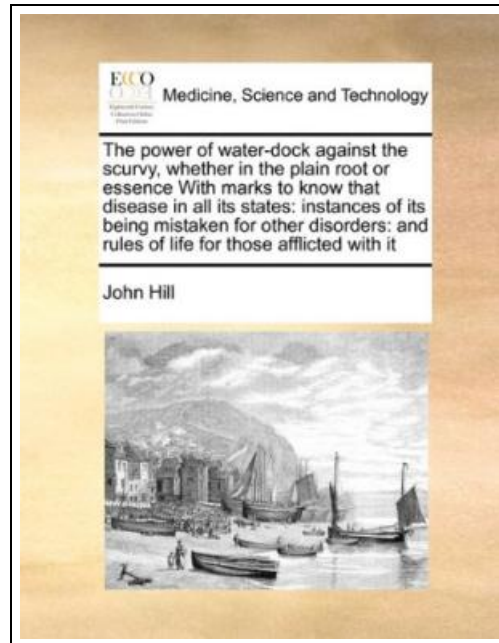 ECCO
Medicine, Science and Technology
The power of water-dock against the
scurvy, whether in the plain root or
essence With marks to know that
disease in all its states: instances of its
being mistaken for other disorders: and
rules of life for those afflicted with it
John Hill